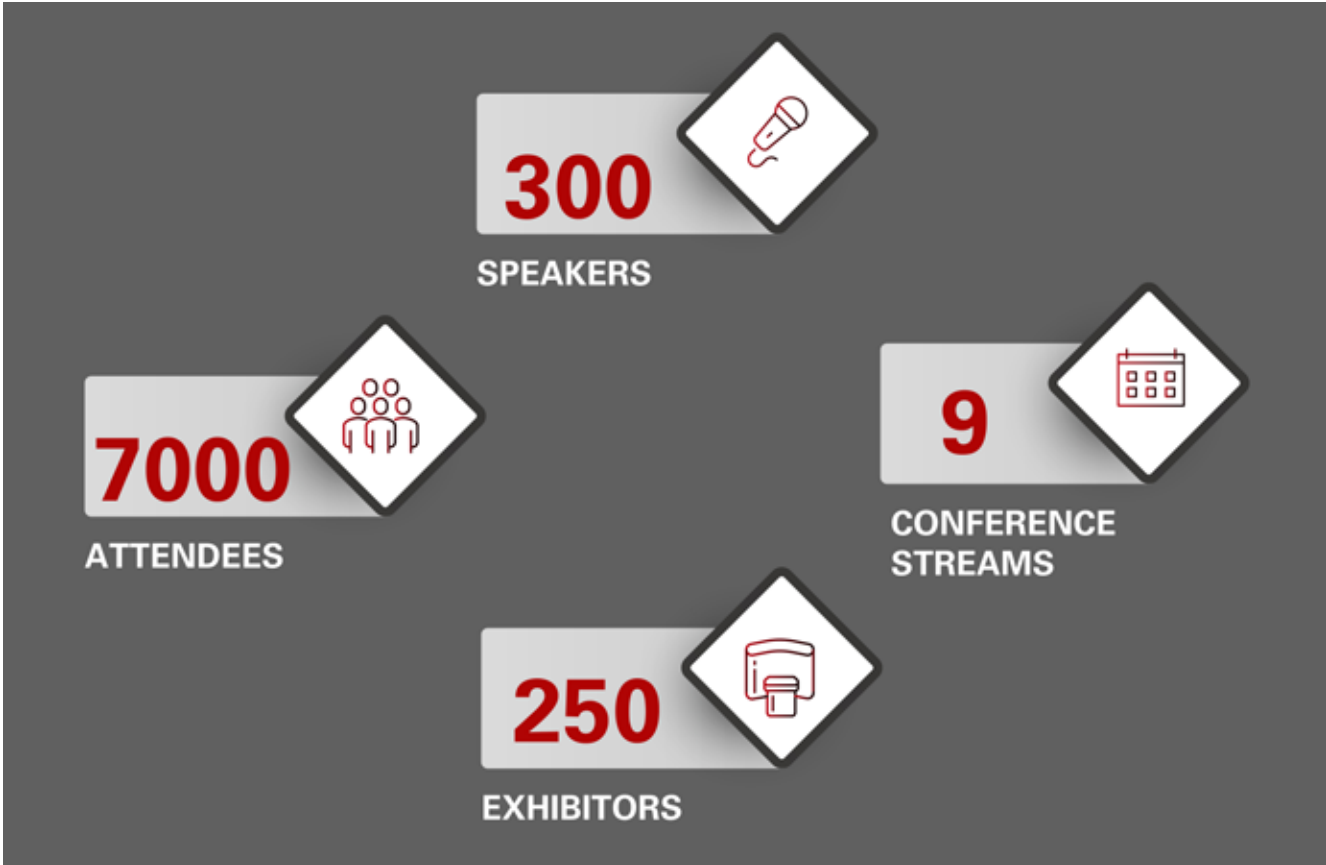 300
SPEAKERS
7000
ATTENDEES
9
CONFERENCE
STREAMS
250
EXHIBITORS